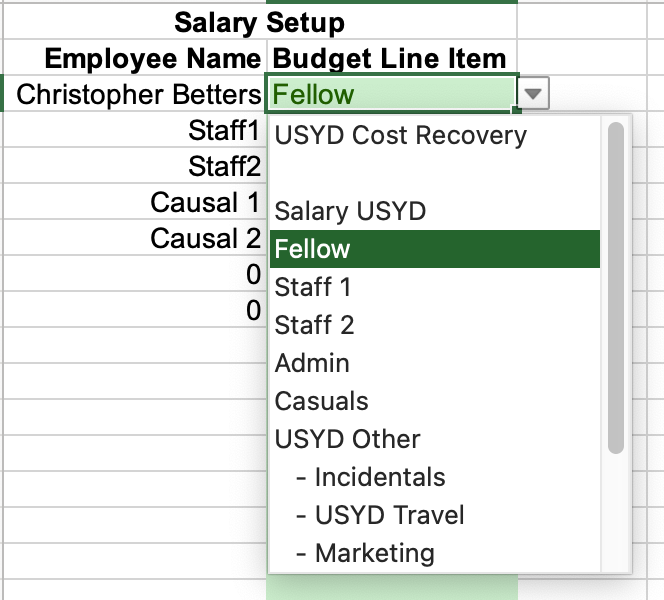 Salary Setup
Employee Name Budget Line Item
Christopher Betters Fellow
Staff1 USYD Cost Recovery
Staff2
Causal 1 Salary USYD
Causal 2 Fellow
0 Staff 1
0 Staff 2
Admin
Casuals
USYD Other
- Incidentals
- USYD Travel
- Marketing